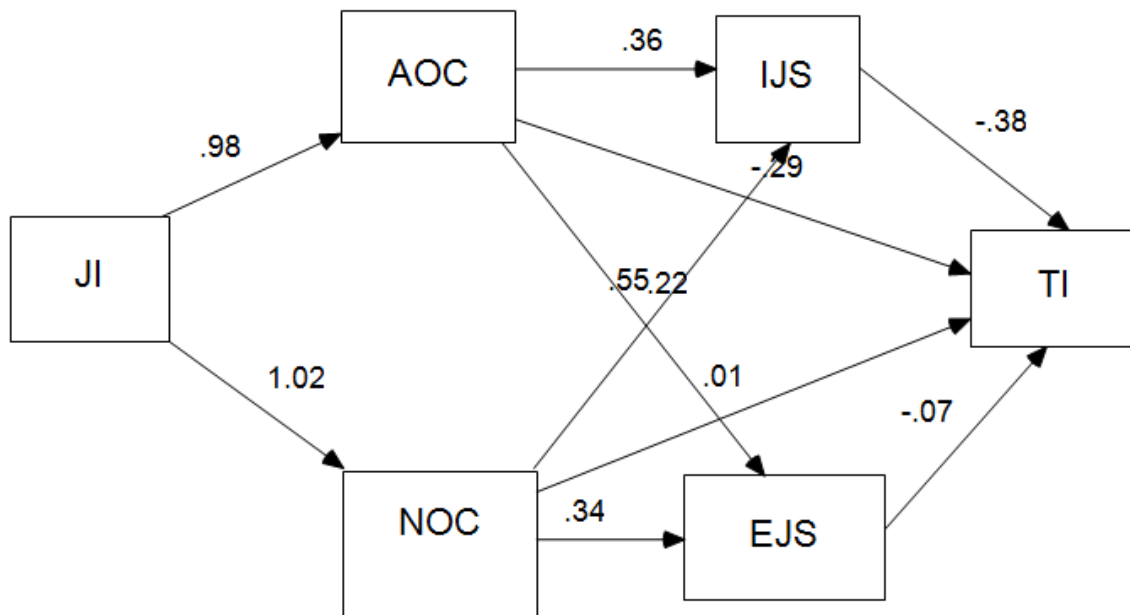 .36
AOC
IJS
-.38
.98
-.29
JI
.55
.22
TI
1.02
.01
-.07
NOC
.34
EJS